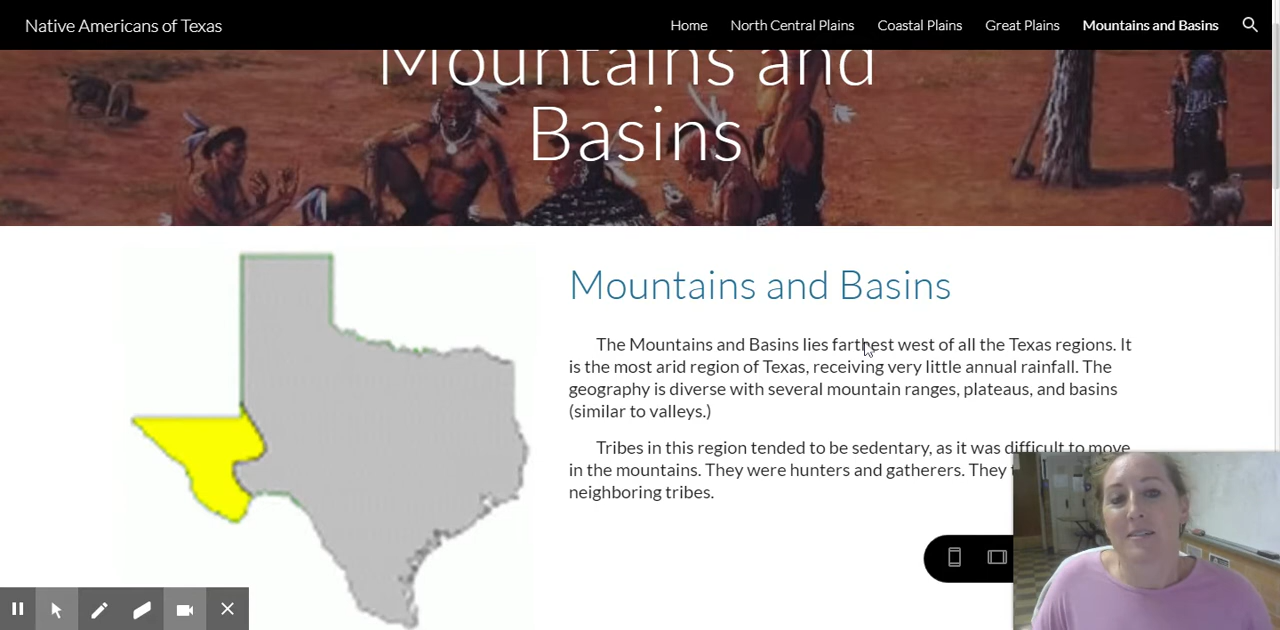 Native Americans of Texas
Home North Central Plains Coastal Plains Great Plains Mountains and Basins
Mountains and
Basins
Mountains and Basins
The Mountains and Basins lies farthest west of all the Texas regions. It
is the most arid region of Texas, receiving very little annual rainfall. The
geography is diverse with several mountain ranges, plateaus, and basins
(similar to valleys.)
Tribes in this region tended to be sedentary, as it was difficult to move
in the mountains. They were hunters and gatherers. They
neighboring tribes.